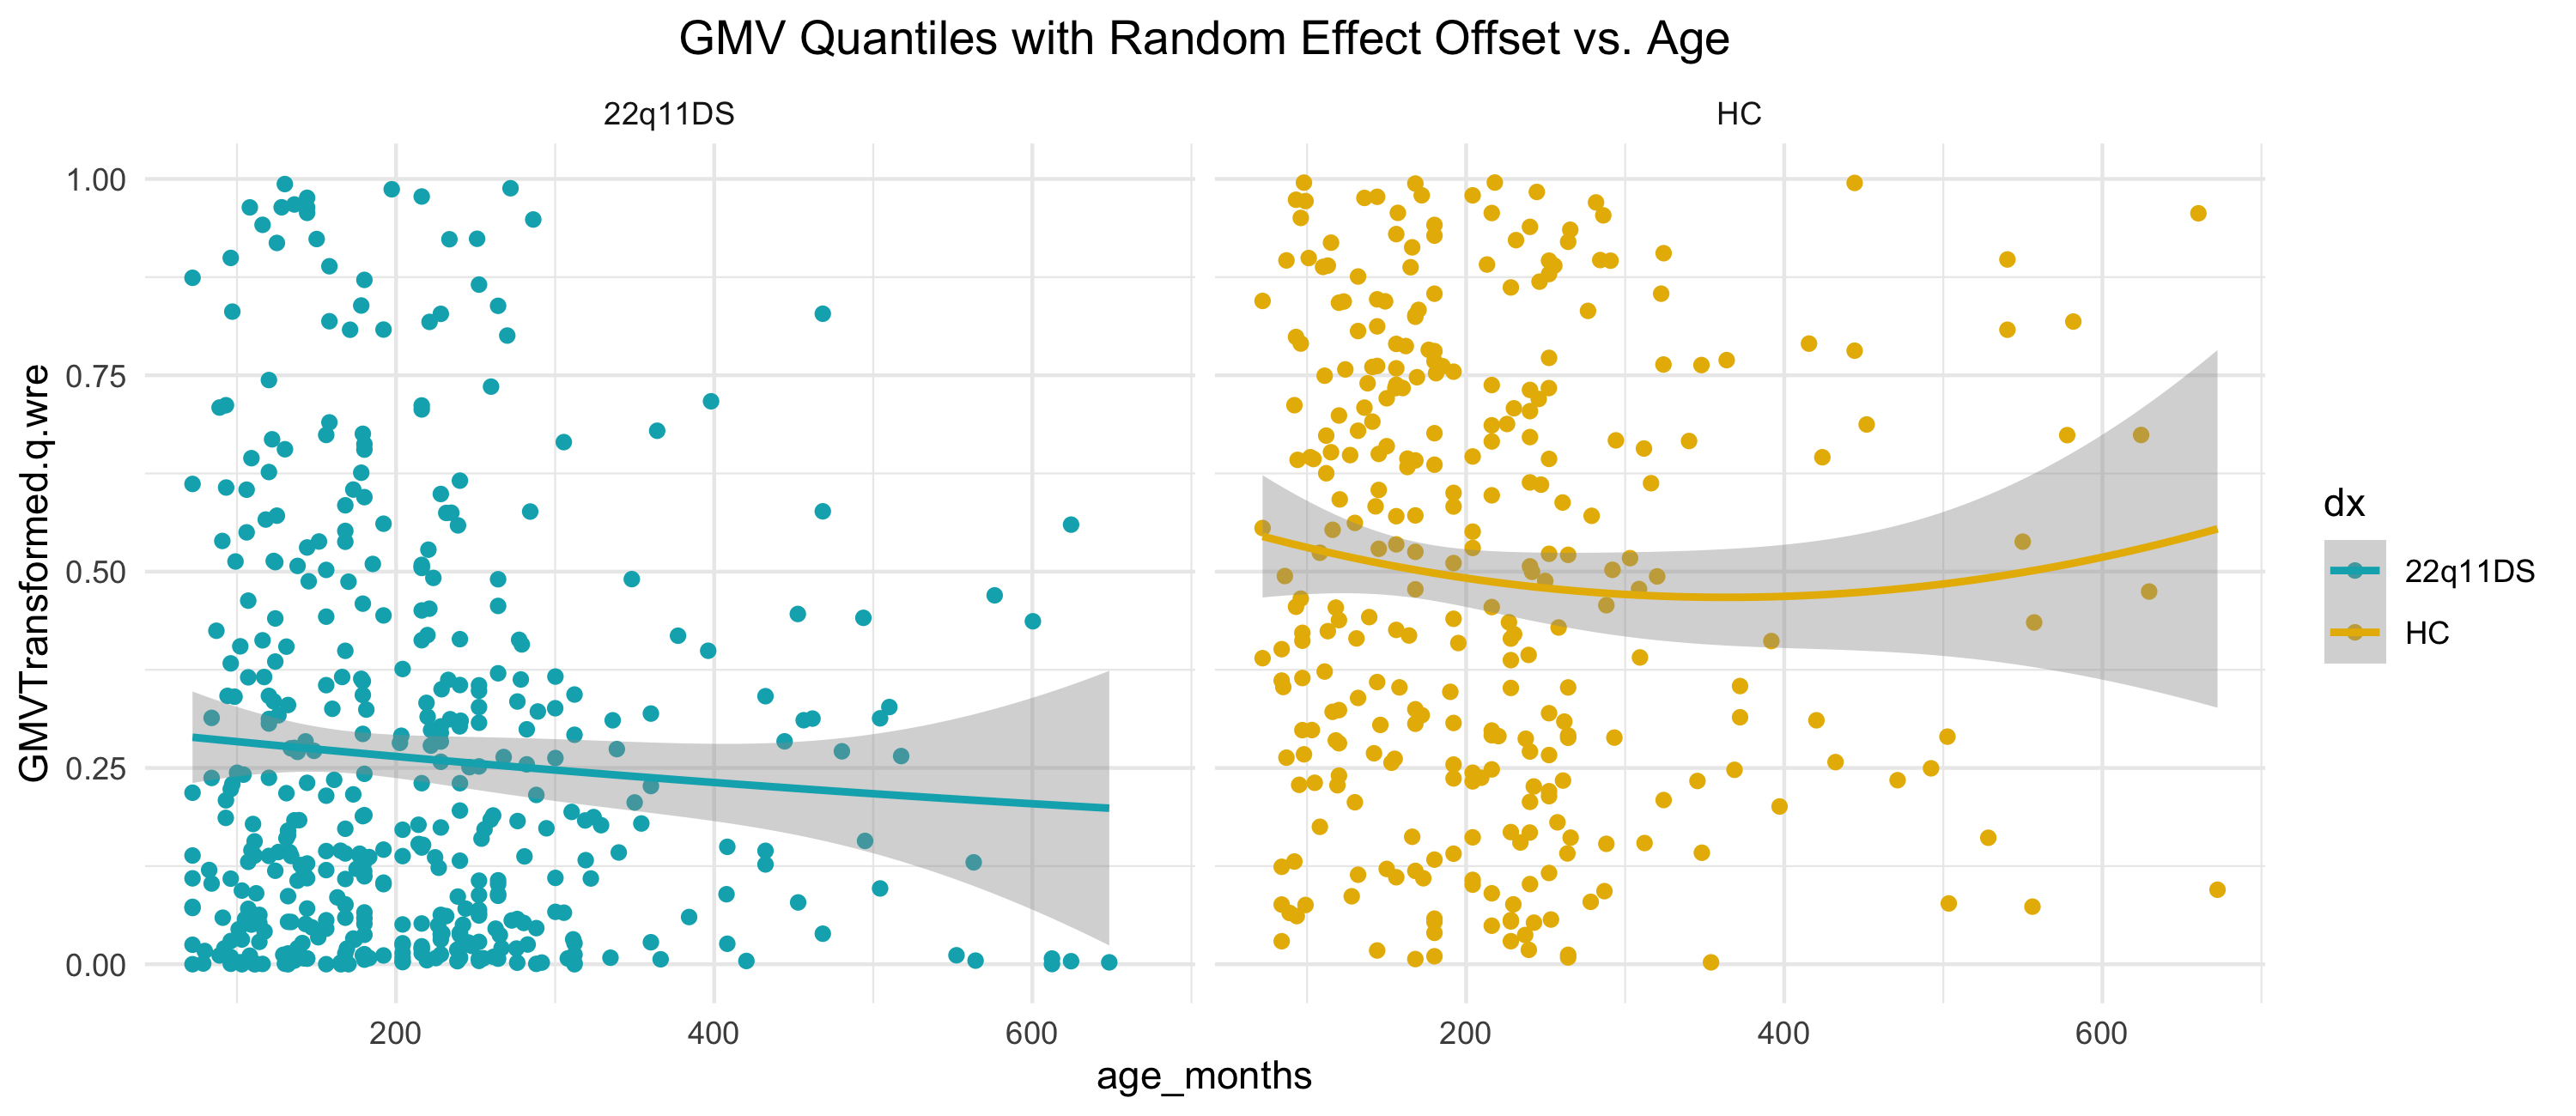 GMV Quantiles with Random Effect Offset vs. Age
22q11DS HC
GMVTransformed.q.wre
1.00
0.75
0.50
0.25
0.00
200 400 600 200 400 600
age_months
dx
22q11DS
HC